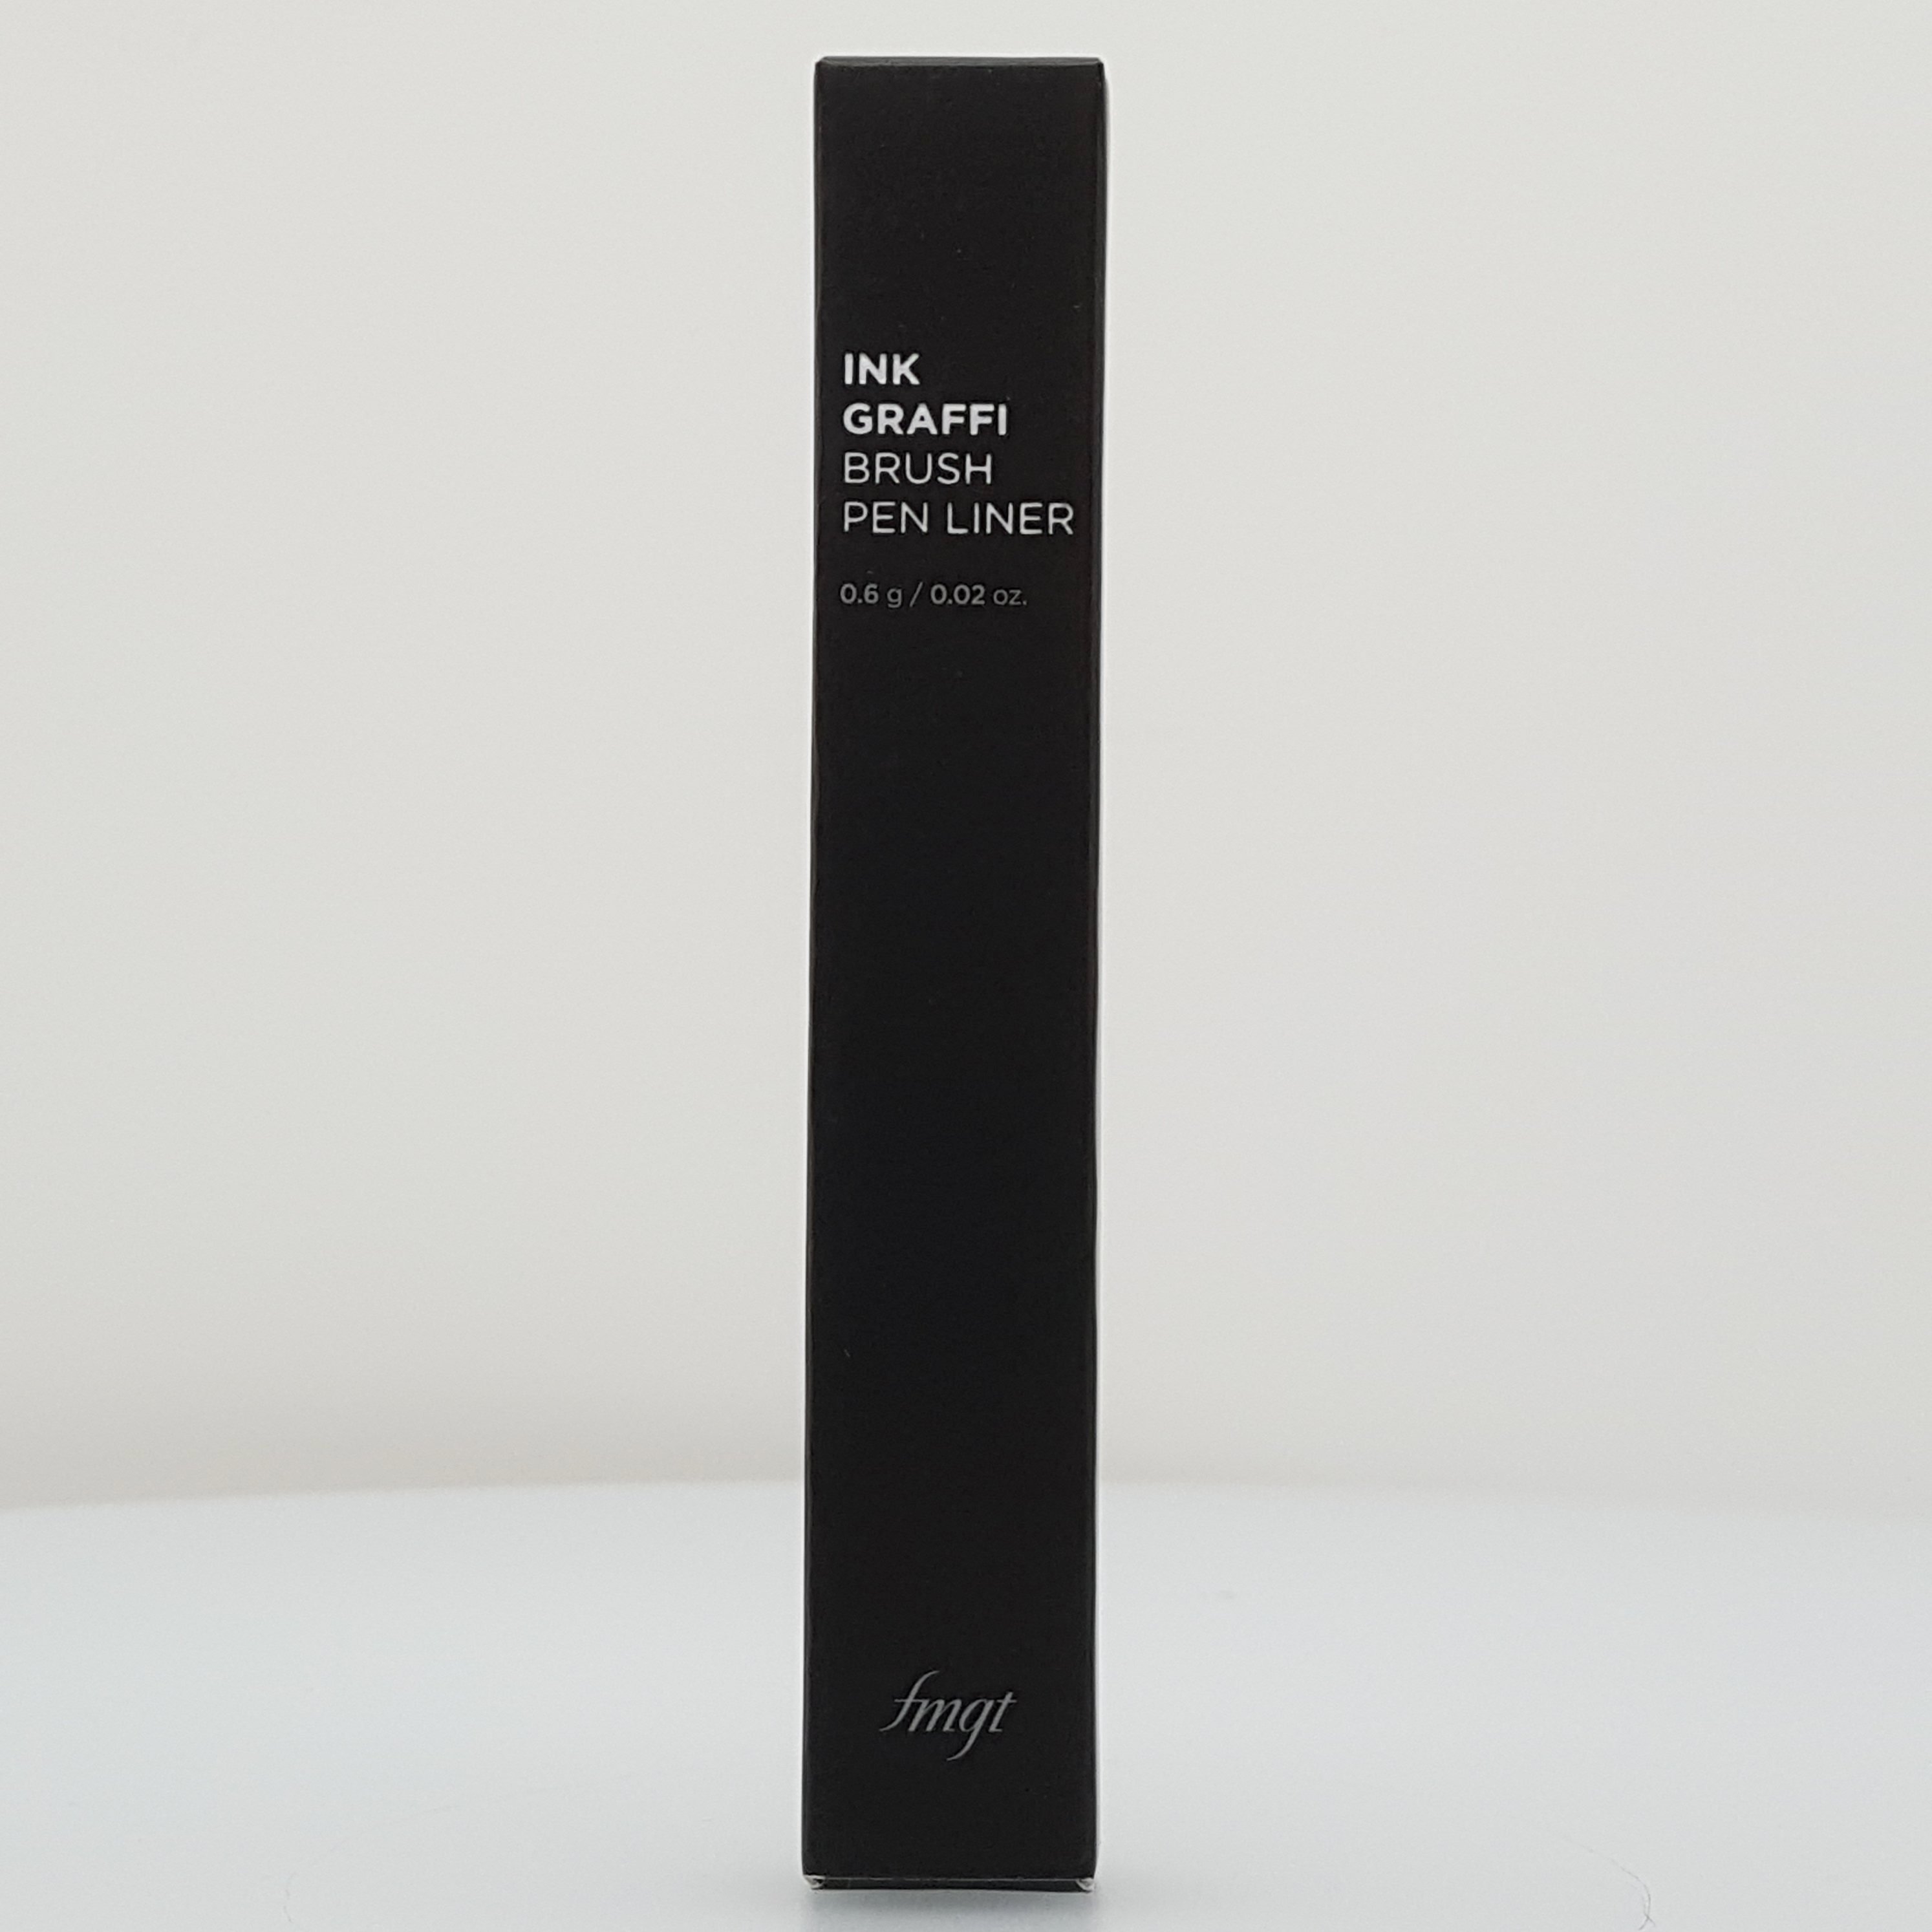 INK
GRAFFI
BRUSH
PEN LINER
0.6 g / 0.02 oz.
fmgt